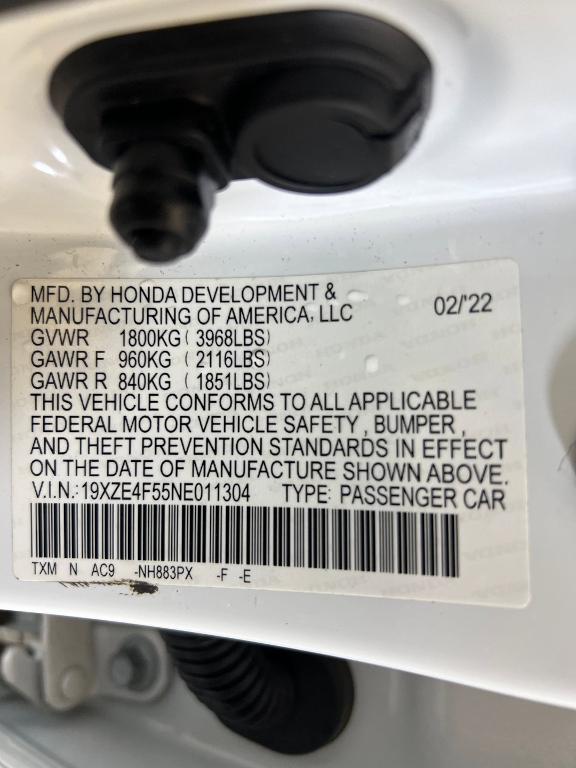 MFD. BY HONDA DEVELOPMENT &
MANUFACTURING OF AMERICA, LLC 02/'22
GVWR 1800KG ( 3968LBS)
GAWR F 960KG ( 2116LBS)
GAWR R 840KG ( 1851LBS)
THIS VEHICLE CONFORMS TO ALL APPLICABLE
FEDERAL MOTOR VEHICLE SAFETY , BUMPER ,
AND THEFT PREVENTION STANDARDS IN EFFECT
ON THE DATE OF MANUFACTURE SHOWN ABOVE.
V.I.N.:19XZE4F55NE011304 TYPE: PASSENGER CAR
TXM N AC9 -NH883PX -F -E